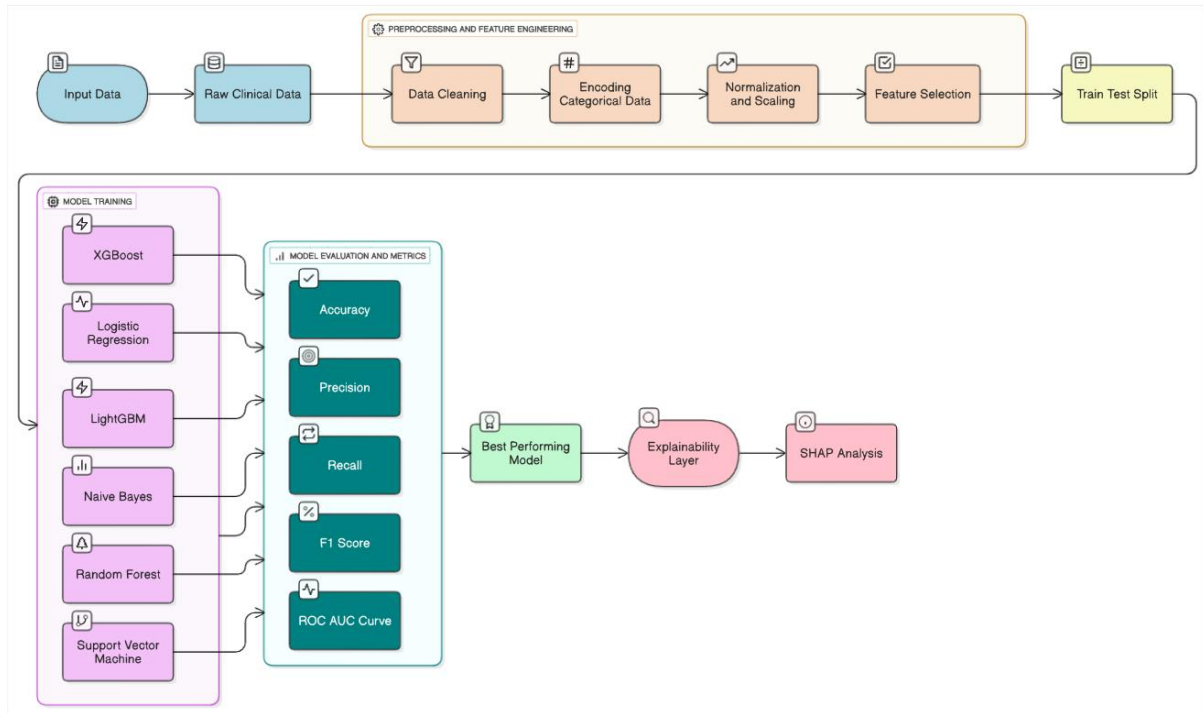 PREPROCESSING AND FEATURE ENGINEERING
Input Data
Raw Clinical Data
Data Cleaning
Encoding
Categorical Data
Normalization
and Scaling
Feature Selection
Train Test Split
MODEL TRAINING
XGBoost
Logistic
Regression
LightGBM
Naive Bayes
Random Forest
Support Vector
Machine
MODEL EVALUATION AND METRICS
Accuracy
Precision
Recall
F1 Score
ROC AUC Curve
Best Performing
Model
Explainability
Layer
SHAP Analysis